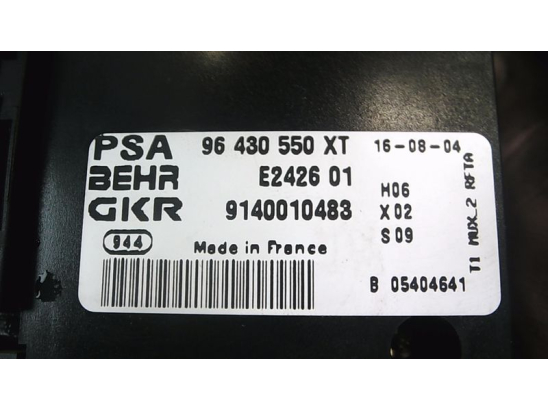 PSA 96 430 550 XT 16-08-04
BEHR E2426 01 H06
GKR 9140010483 X02
944 Made in France S09
B 05404641
T1 MUX_2 RFTA